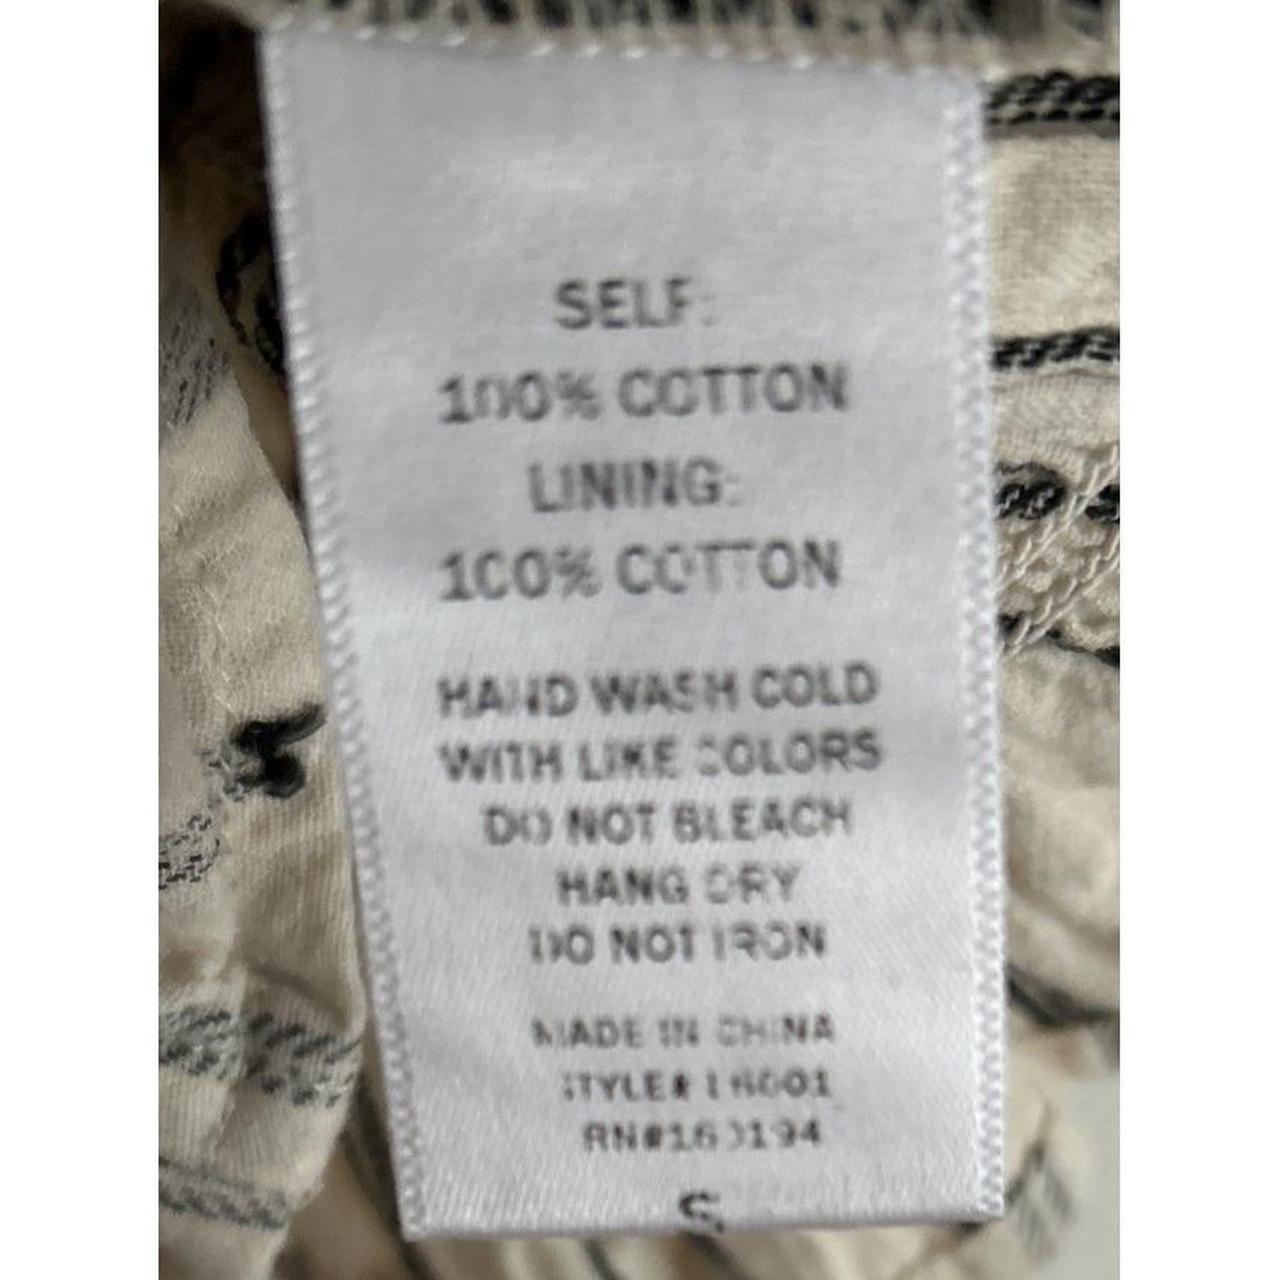 SELF:
100% COTTON
LINING:
100% COTTON
HAND WASH COLD
WITH LIKE COLORS
DO NOT BLEACH
HANG DRY
DO NOT IRON
MADE IN CHINA
STYLE#
S